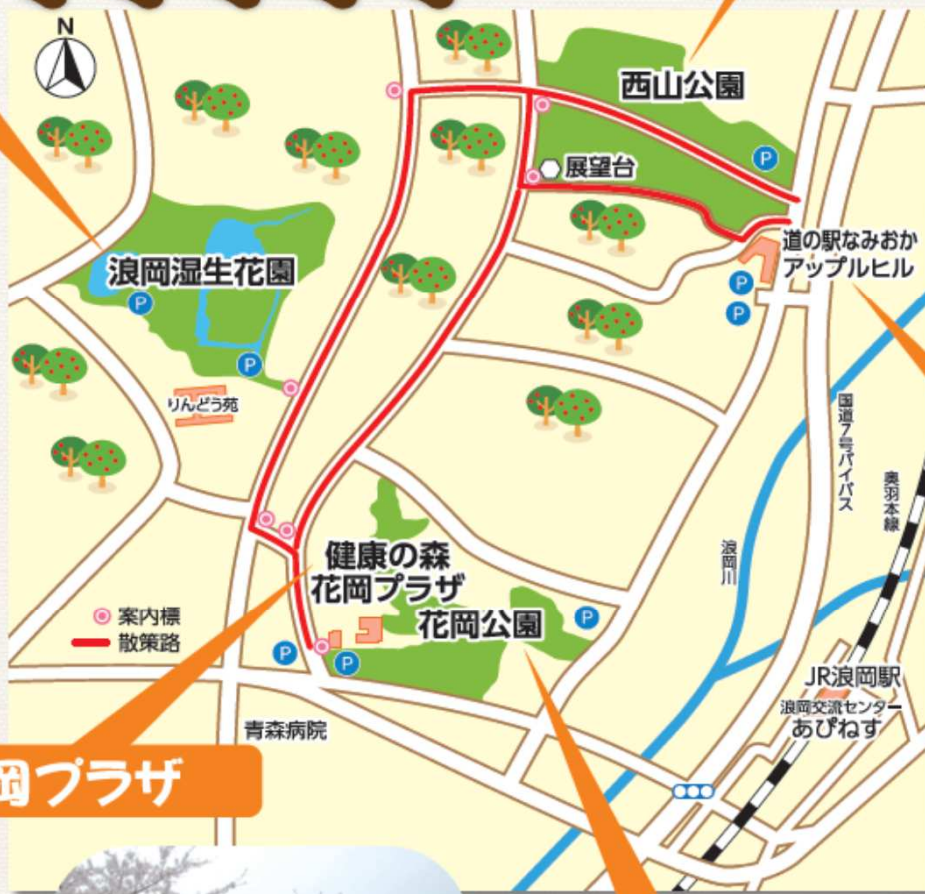 N
西山公園
P
展望台
道の駅なみおか
アップルヒル
浪岡湿生花園
P
P
P
P
りんどう苑
国道7号バイパス
奥羽本線
浪岡川
健康の森
花岡プラザ
花岡公園
P
案内標
散策路
P
P
JR浪岡駅
浪岡交流センター
あぴねす
青森病院
岡プラザ